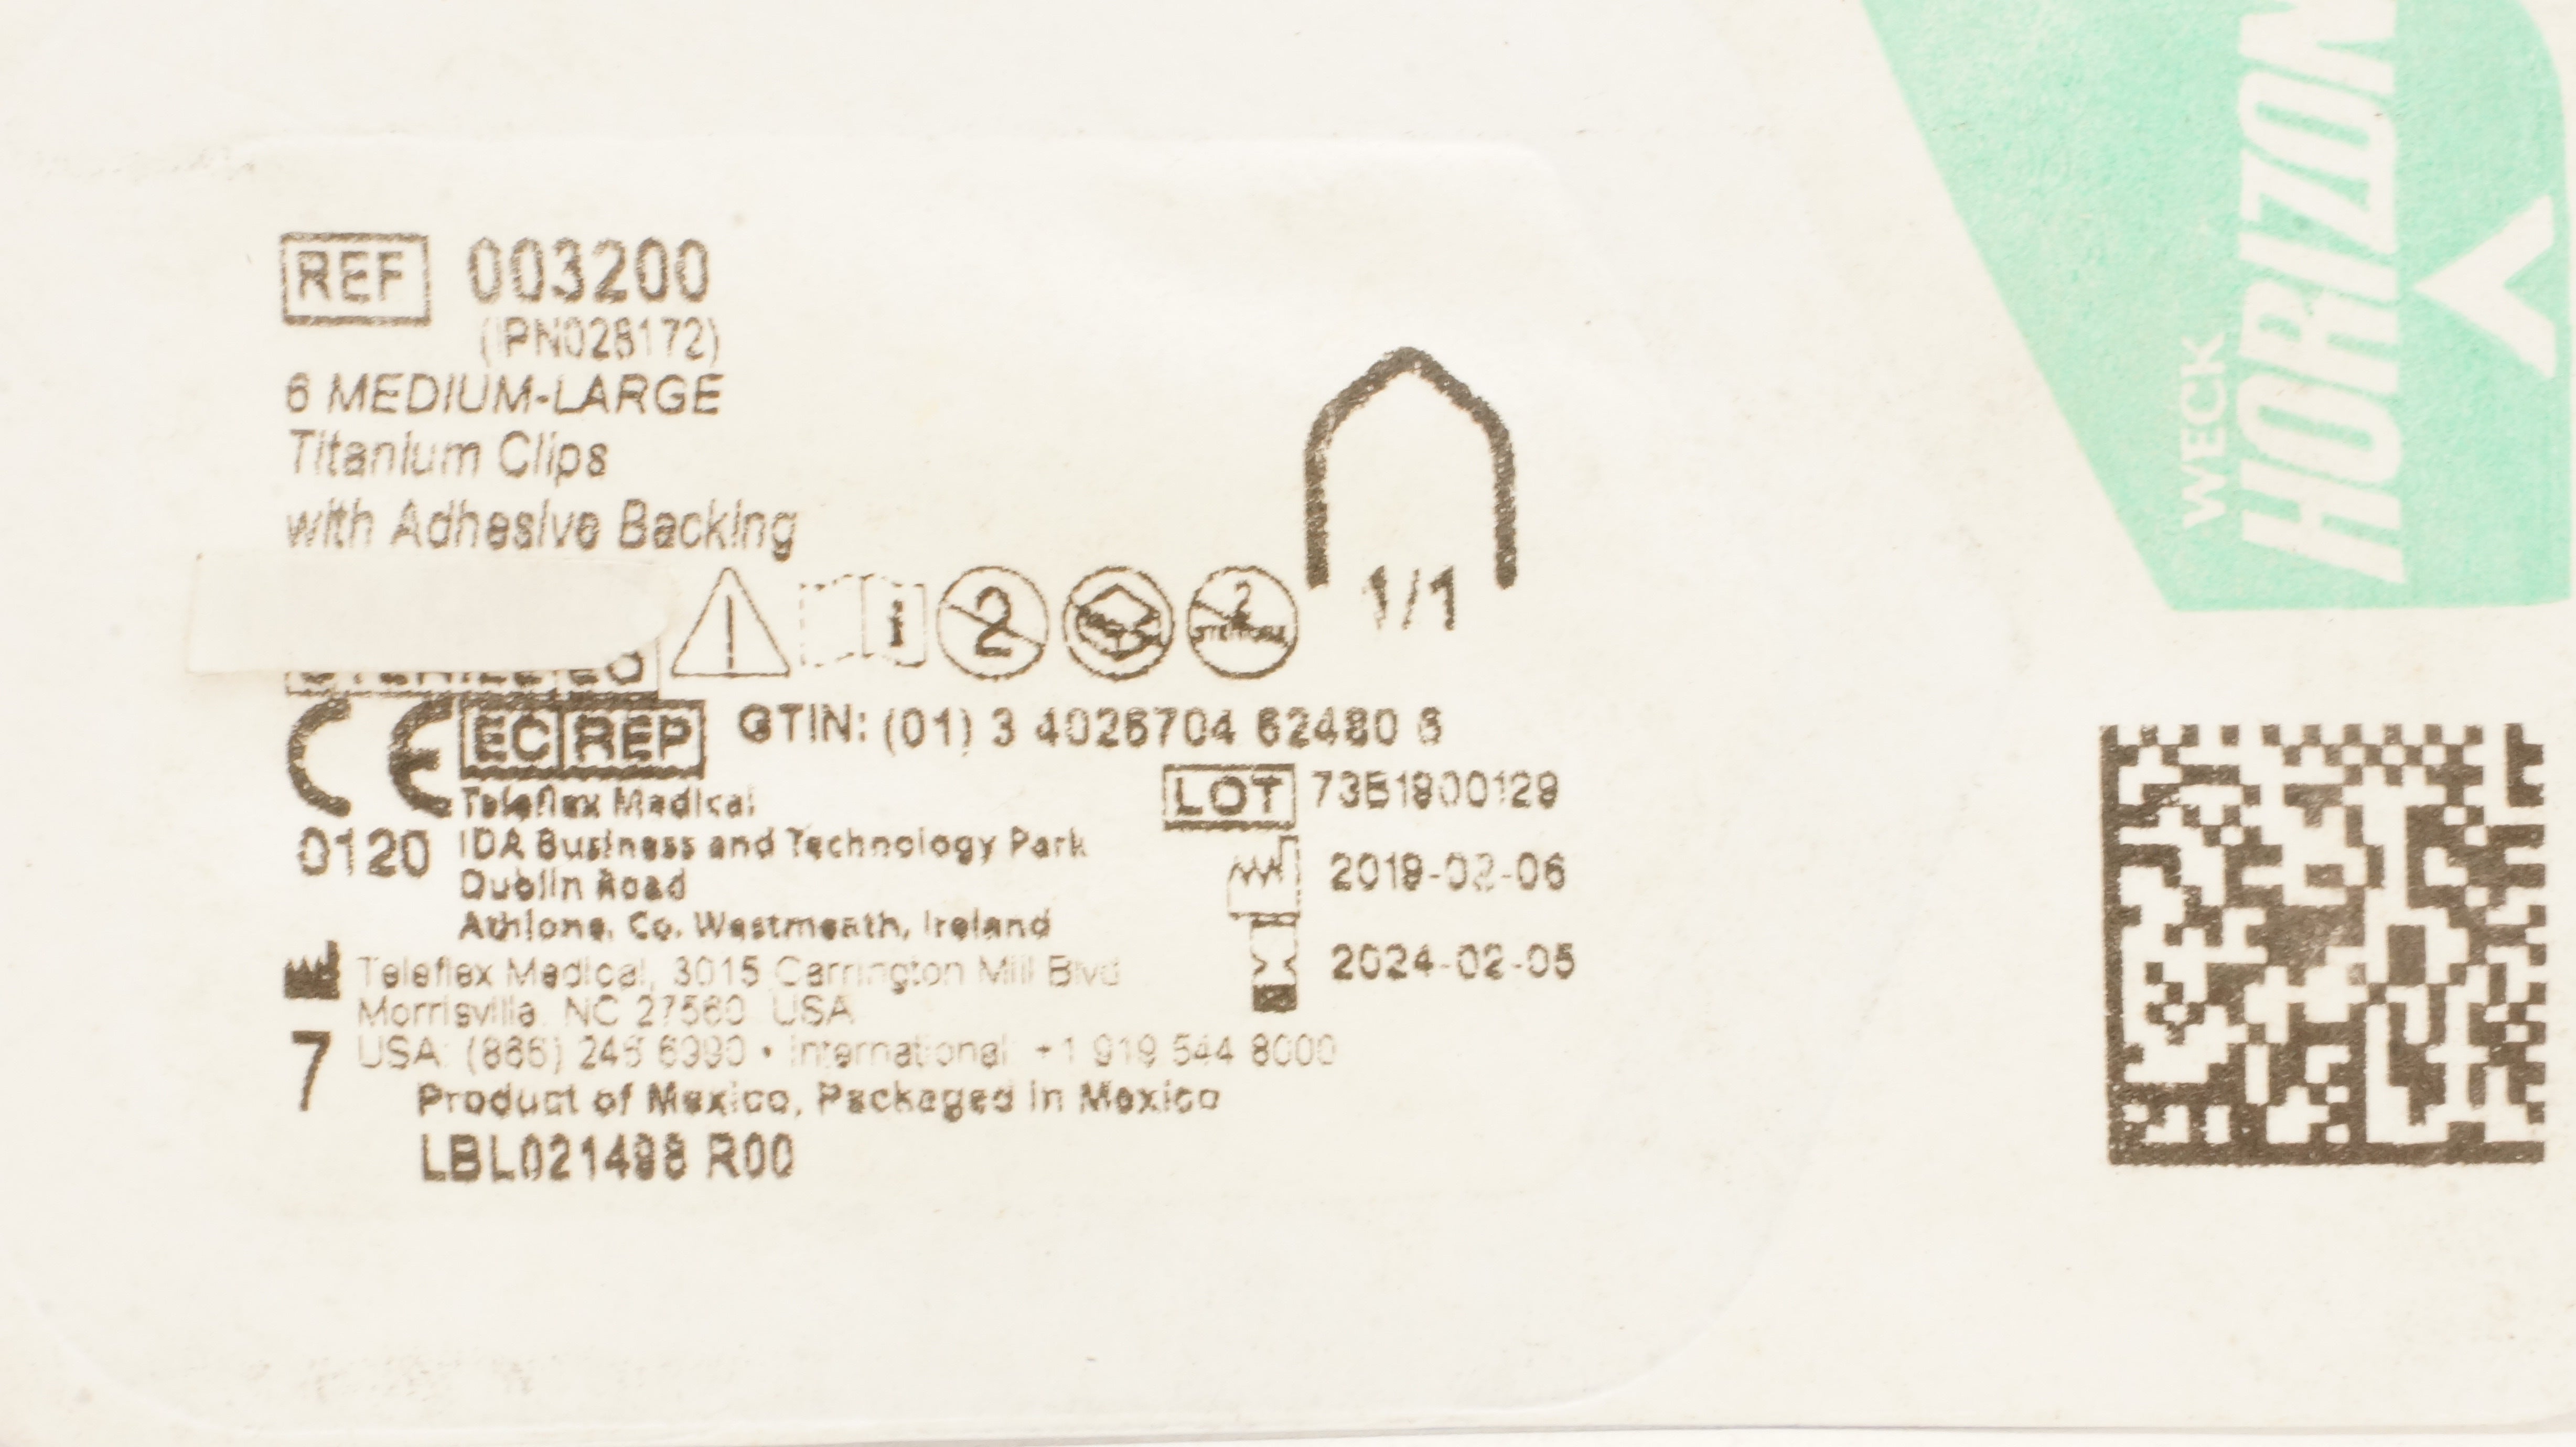 REF 003200
(IPN028172)
6 MEDIUM-LARGE
Titanium Clips
with Adhesive Backing
1/1
EC REP GTIN: (01) 3 4026704 62480 6
CE
0120
Teleflex Medical
IDA Business and Technology Park
Dublin Road
Athlone, Co. Westmeath, Ireland
LOT 73B1900129
2019-02-06
2024-02-05
Teleflex Medical, 3015 Carrington Mill Blvd
Morrisville, NC 27560 USA
USA: (866) 246 6990 • International: +1 919 544 8000
7
Product of Mexico, Packaged in Mexico
LBL021498 R00
WECK
HORIZON